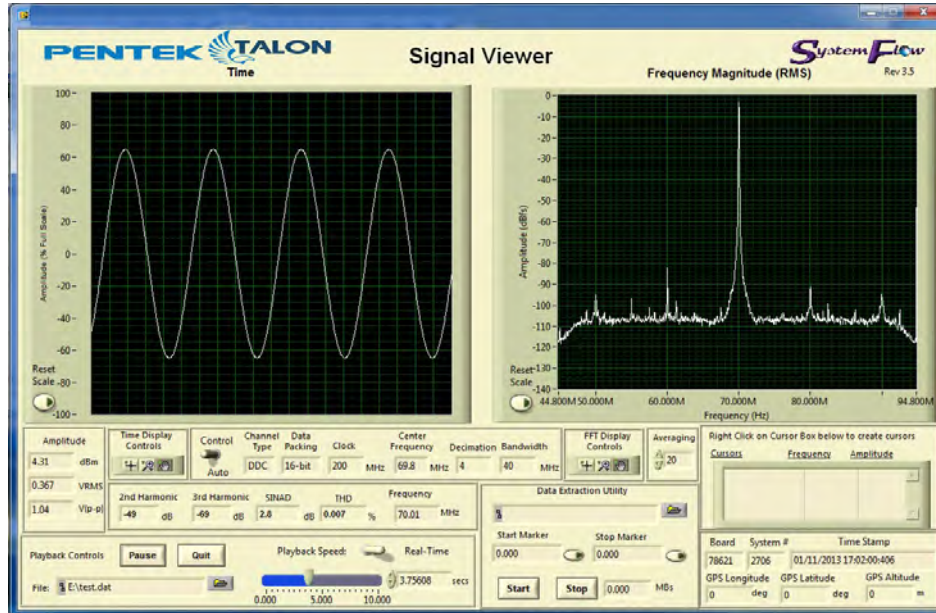 PENTEK TALON
Signal Viewer
SystemFlow
Rev 3.5
Time
Frequency Magnitude (RMS)
100
80
60
40
20
0
-20
-40
-60
-80
-100
Amplitude (% Full Scale)
Reset
Scale
0
-10
-20
-30
-40
-50
-60
-70
-80
-90
-100
-110
-120
-130
-140
Amplitude (dBfs)
Reset
Scale
44.800M 50.000M 60.000M 70.000M 80.000M 94.800M
Frequency (Hz)
Amplitude
4.31 dBm
0.367 VRMS
1.04 V(p-p)
Time Display
Controls
Control
Auto
Channel
Type
DDC
Data
Packing
16-bit
Clock
200 MHz
Center
Frequency
69.8 MHz
Decimation
4
Bandwidth
40 MHz
FFT Display
Controls
Averaging
20
Right Click on Cursor Box below to create cursors
Cursors Frequency Amplitude
2nd Harmonic
-49 dB
3rd Harmonic
-69 dB
SINAD
2.8 dB
THD
0.007 %
Frequency
70.01 MHz
Data Extraction Utility
Start Marker
0.000
Stop Marker
0.000
Start Stop 0.000 MBs
Playback Controls
Pause Quit
Playback Speed: Real-Time
3.75608 secs
0.000 5.000 10.000
File: E:\test.dat
Board System # Time Stamp
78621 2706 01/11/2013 17:02:00:406
GPS Longitude GPS Latitude GPS Altitude
0 deg 0 deg 0 m